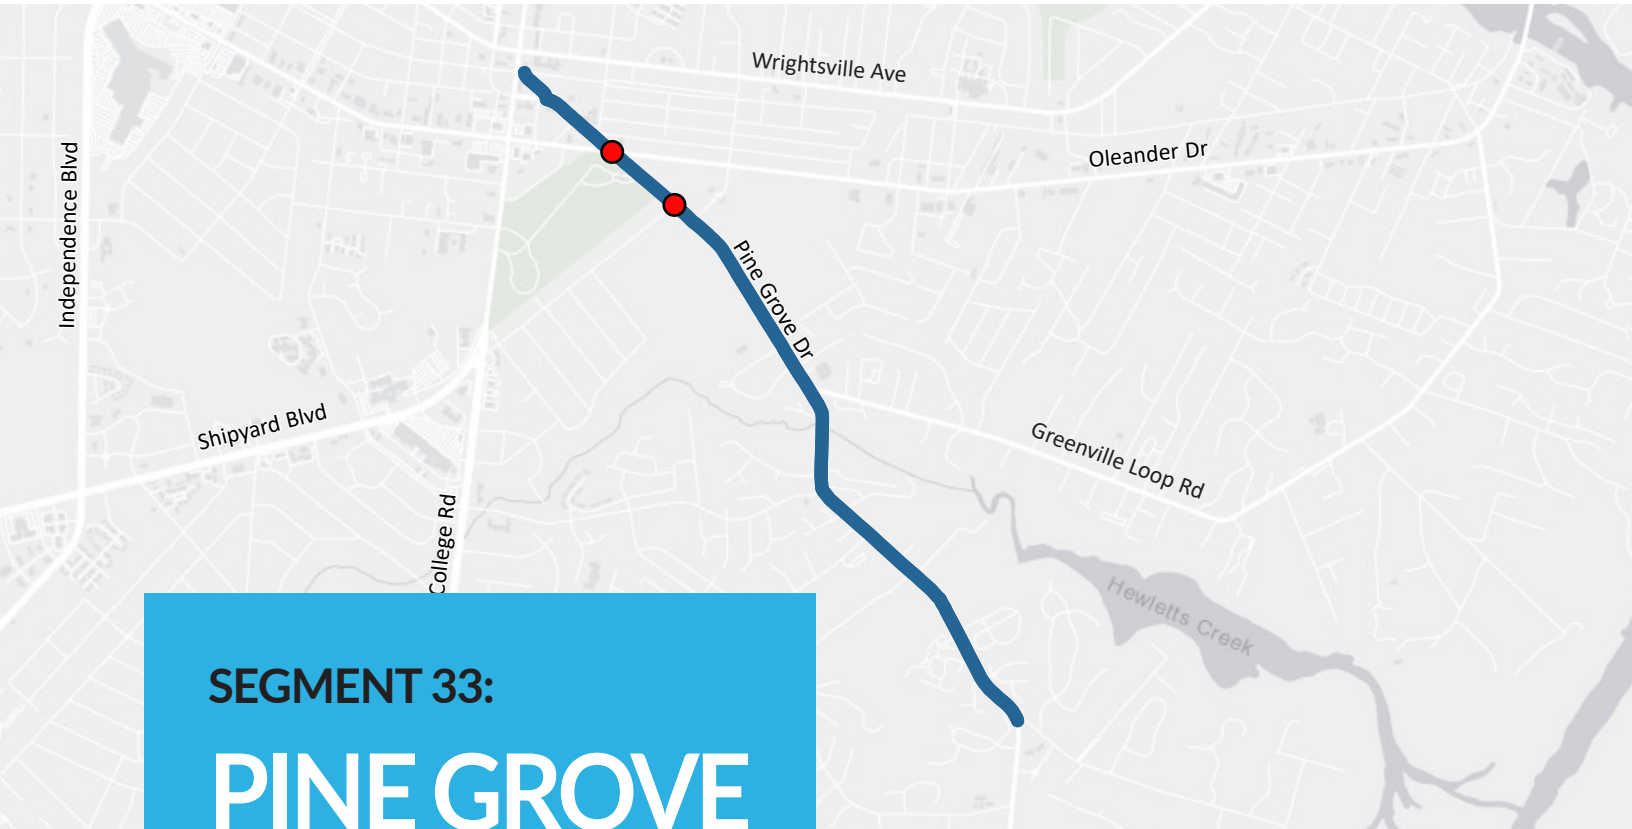 Wrightsville Ave
Oleander Dr
Independence Blvd
Pine Grove Dr
Shipyard Blvd
Greenville Loop Rd
College Rd
Hewletts Creek
SEGMENT 33:
PINE GROVE